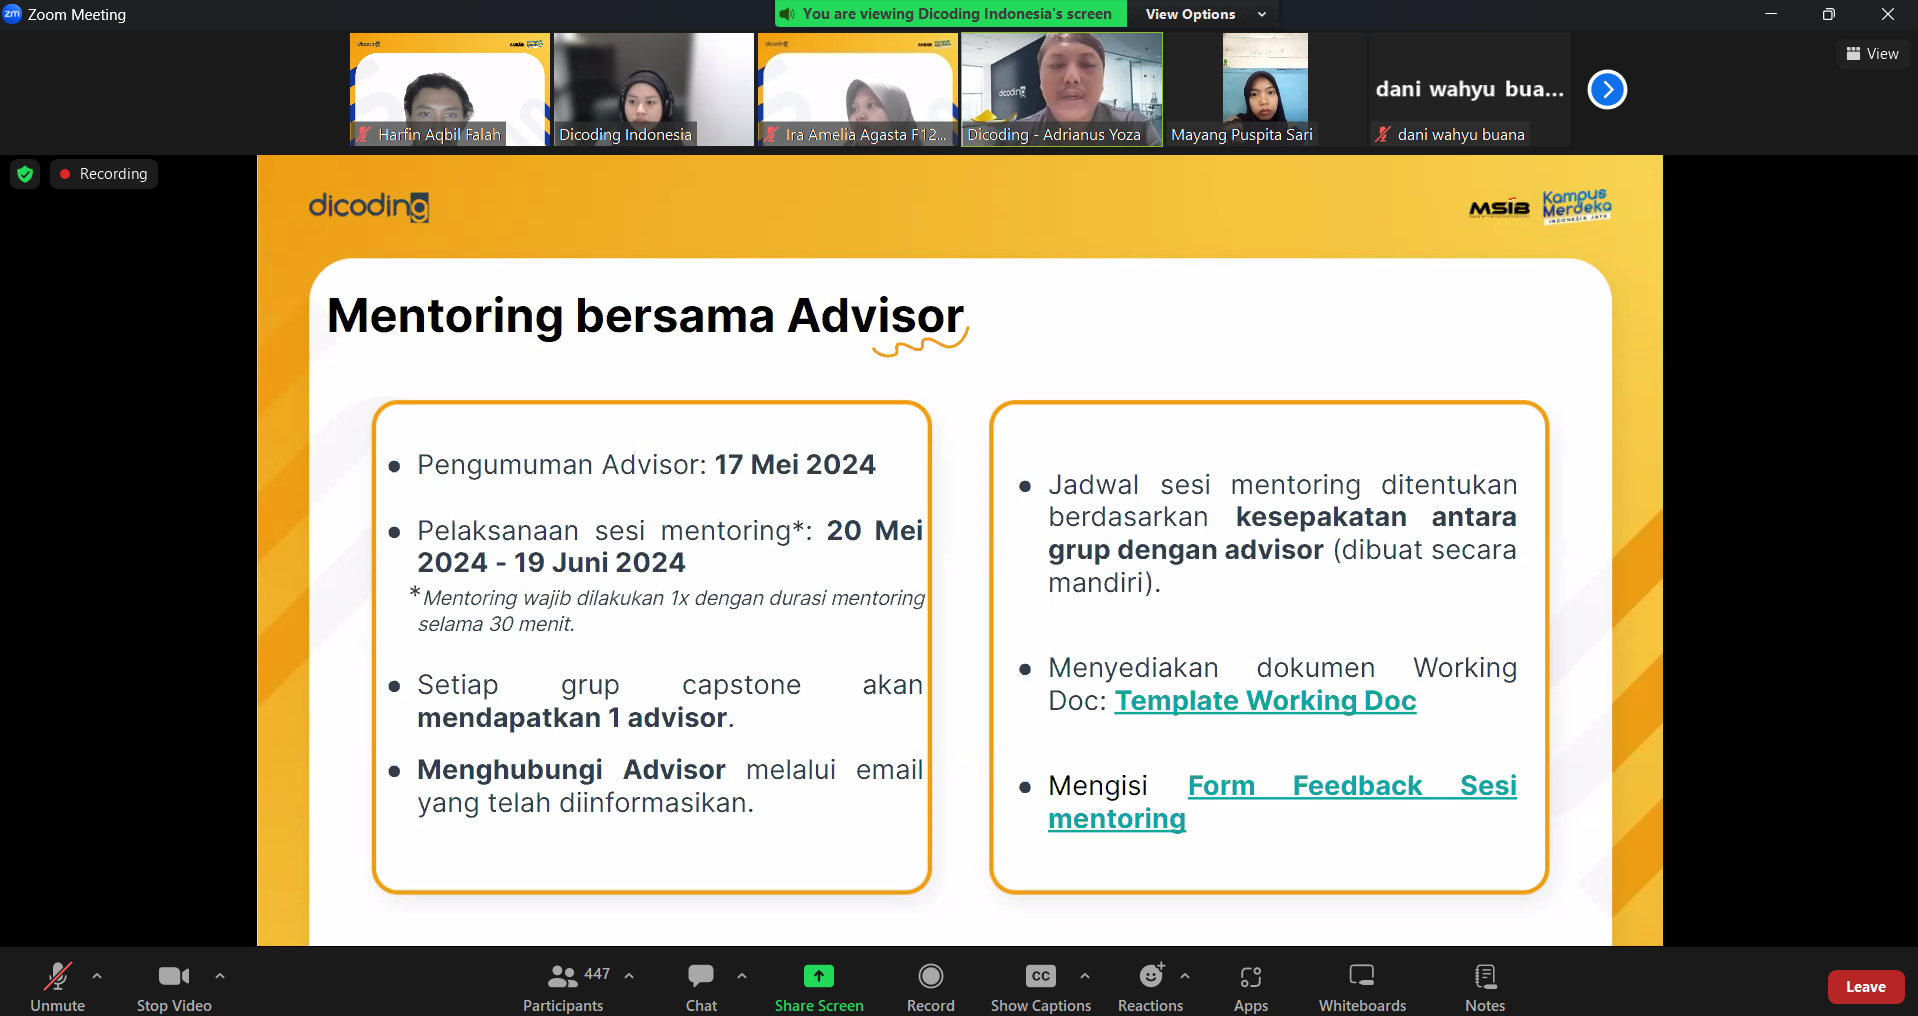 Zoom Meeting
You are viewing Dicoding Indonesia's screen
View Options
View
Harfin Aqbil Falah
Dicoding Indonesia
Ira Amelia Agasta F12...
Dicoding - Adrianus Yoza
Mayang Puspita Sari
dani wahyu bua...
dani wahyu buana
Recording
dicoding
MSIB
Kampus
Merdeka
INDONESIA JAYA
Mentoring bersama Advisor
● Pengumuman Advisor: 17 Mei 2024
● Pelaksanaan sesi mentoring*: 20 Mei
2024 - 19 Juni 2024
*Mentoring wajib dilakukan 1x dengan durasi mentoring
selama 30 menit.
● Setiap grup capstone akan
mendapatkan 1 advisor.
● Menghubungi Advisor melalui email
yang telah diinformasikan.
● Jadwal sesi mentoring ditentukan
berdasarkan kesepakatan antara
grup dengan advisor (dibuat secara
mandiri).
● Menyediakan dokumen Working
Doc: Template Working Doc
● Mengisi Form Feedback Sesi
mentoring
Unmute
Stop Video
447
Participants
Chat
Share Screen
Record
CC
Show Captions
Reactions
Apps
Whiteboards
Notes
Leave